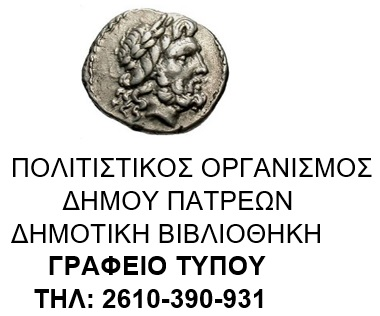 ΠΟΛΙΤΙΣΤΙΚΟΣ ΟΡΓΑΝΙΣΜΟΣ
ΔΗΜΟΥ ΠΑΤΡΕΩΝ
ΔΗΜΟΤΙΚΗ ΒΙΒΛΙΟΘΗΚΗ
ΓΡΑΦΕΙΟ ΤΥΠΟΥ
ΤΗΛ: 2610-390-931